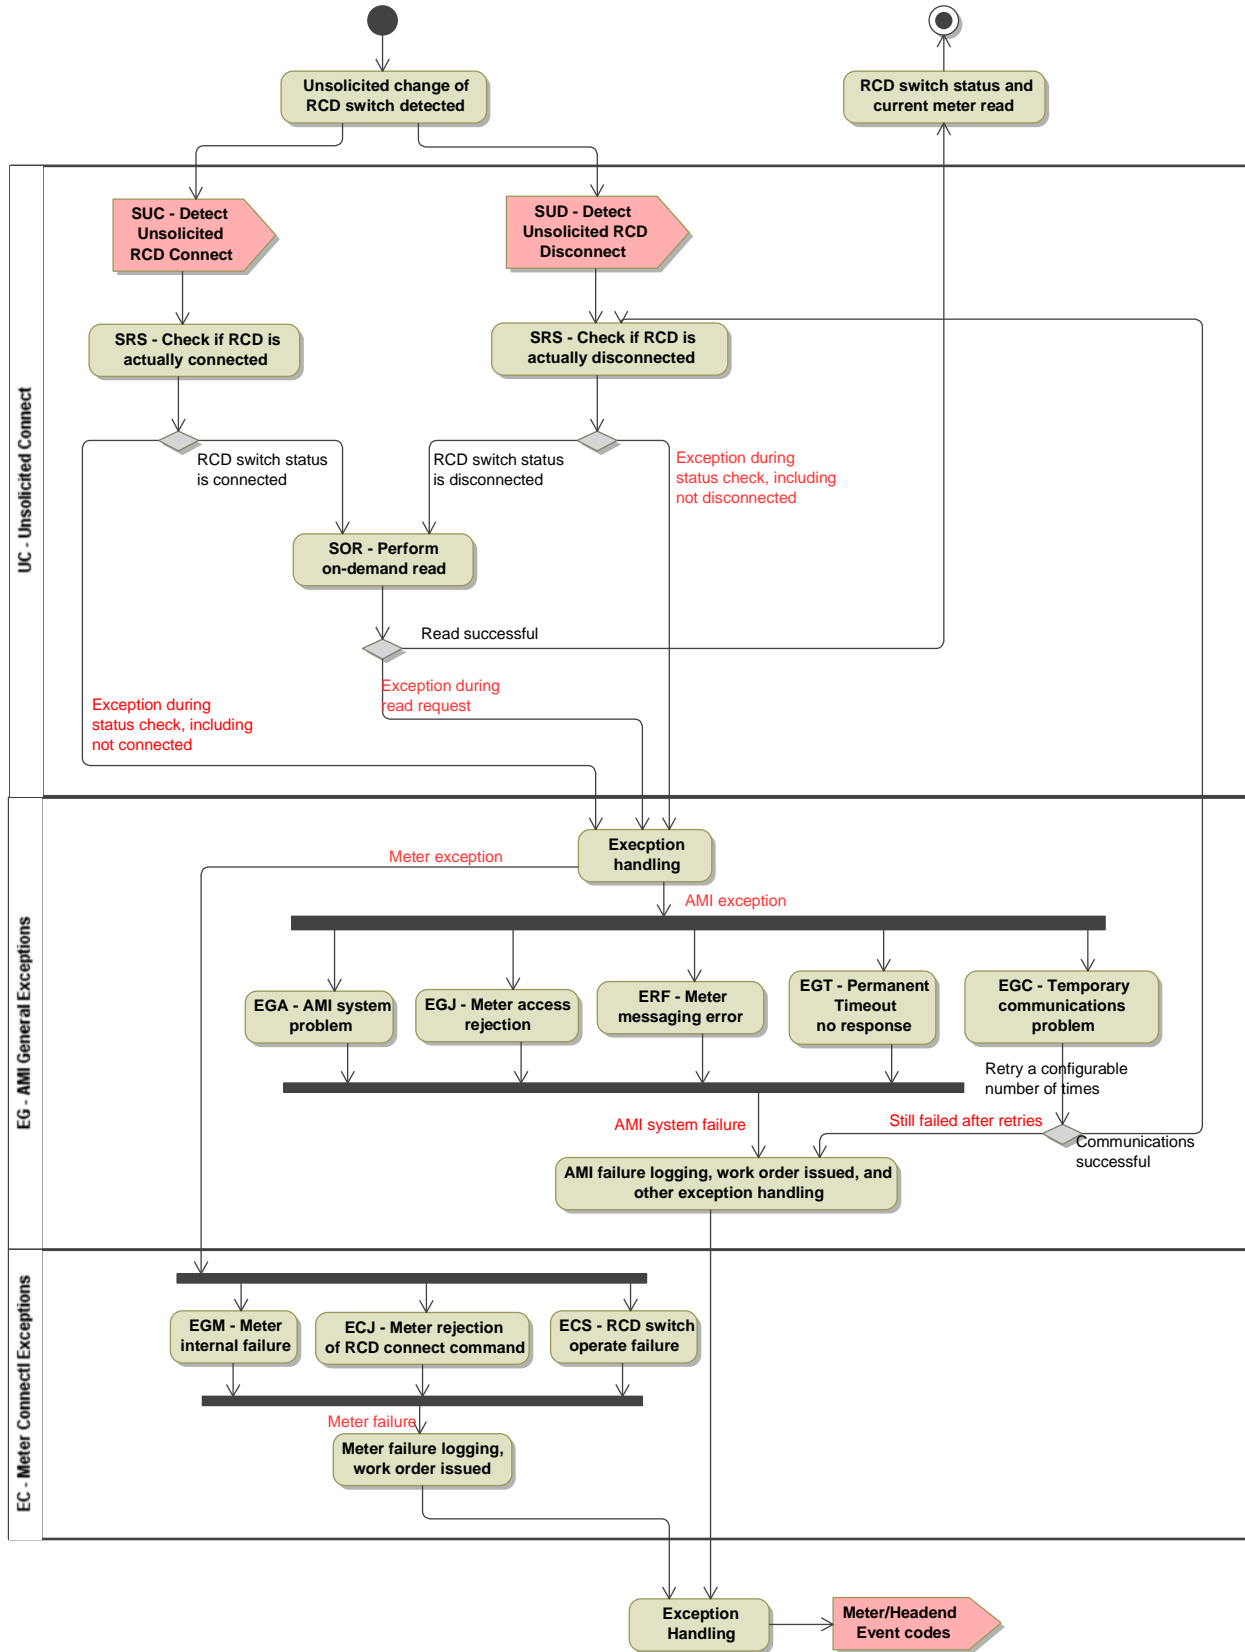 Unsolicited change of
RCD switch detected
RCD switch status and
current meter read
UC - Unsolicited Connect
SUC - Detect
Unsolicited
RCD Connect
SUD - Detect
Unsolicited RCD
Disconnect
SRS - Check if RCD is
actually connected
SRS - Check if RCD is
actually disconnected
RCD switch status
is connected
RCD switch status
is disconnected
Exception during
status check, including
not disconnected
SOR - Perform
on-demand read
Read successful
Exception during
read request
Exception during
status check, including
not connected
EG - AMI General Exceptions
Execption
handling
Meter exception
AMI exception
EGA - AMI system
problem
EGJ - Meter access
rejection
ERF - Meter
messaging error
EGT - Permanent
Timeout
no response
EGC - Temporary
communications
problem
Retry a configurable
number of times
AMI system failure
Still failed after retries
Communications
successful
AMI failure logging, work order issued, and
other exception handling
EC - Meter Connectl Exceptions
EGM - Meter
internal failure
ECJ - Meter rejection
of RCD connect command
ECS - RCD switch
operate failure
Meter failure
Meter failure logging,
work order issued
Exception
Handling
Meter/Headend
Event codes